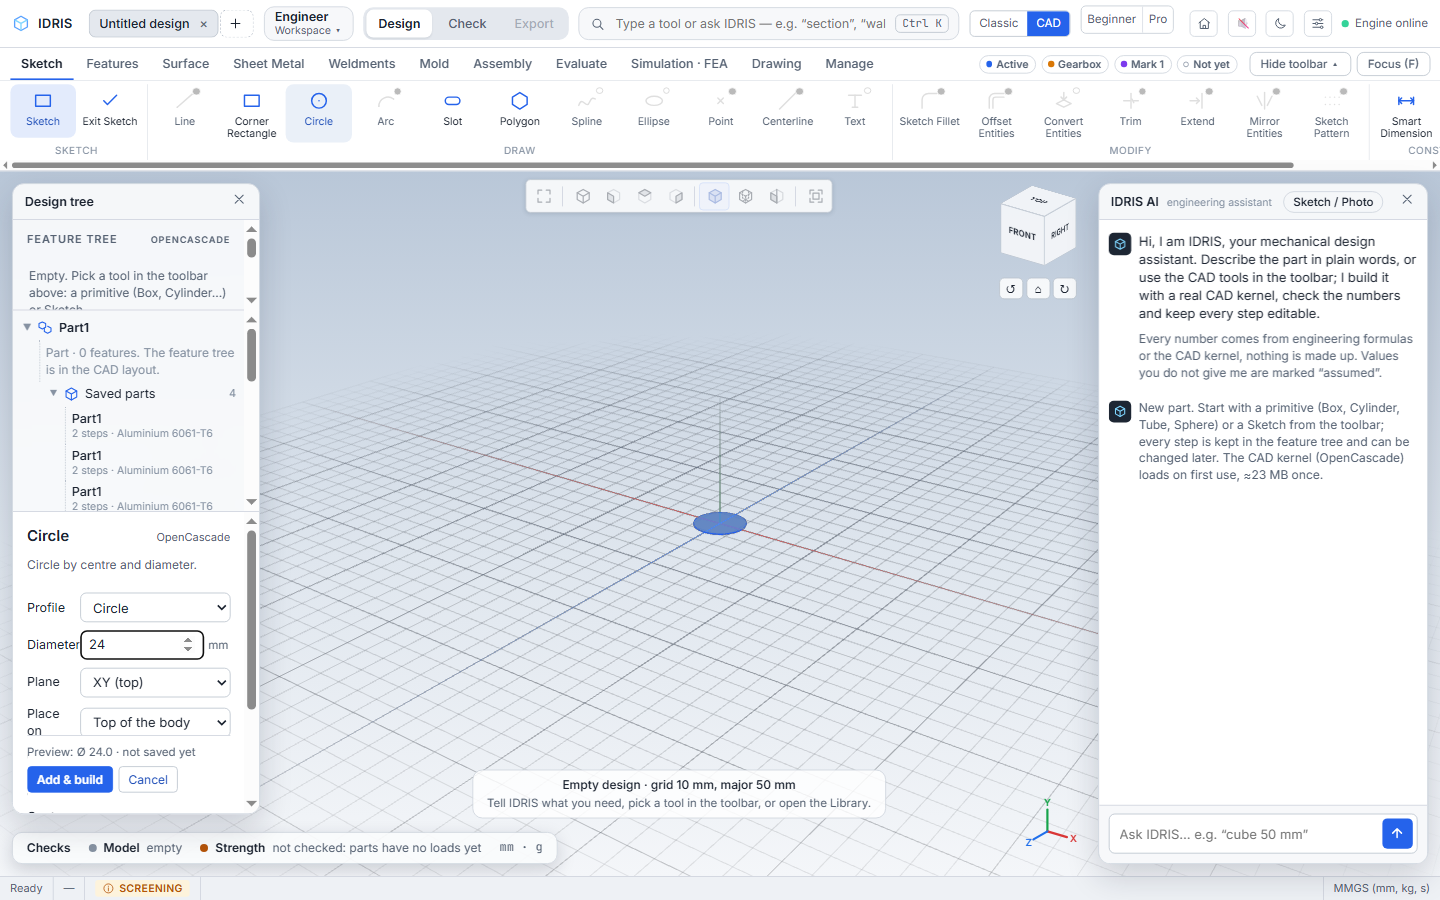 IDRIS
Untitled design ×
+
Engineer
Workspace
Design
Check
Export
Type a tool or ask IDRIS — e.g. “section”, “wal
Ctrl K
Classic
CAD
Beginner
Pro
Engine online
Sketch
Features
Surface
Sheet Metal
Weldments
Mold
Assembly
Evaluate
Simulation · FEA
Drawing
Manage
Active
Gearbox
Mark 1
Not yet
Hide toolbar
Focus (F)
Sketch
Exit Sketch
Line
Corner
Rectangle
Circle
Arc
Slot
Polygon
Spline
Ellipse
Point
Centerline
Text
Sketch Fillet
Offset
Entities
Convert
Entities
Trim
Extend
Mirror
Entities
Sketch
Pattern
Smart
Dimension
SKETCH
DRAW
MODIFY
CONS
Design tree
FEATURE TREE
OPENCASCADE
Empty. Pick a tool in the toolbar
above: a primitive (Box, Cylinder...)
or Sketch
Part1
Part · 0 features. The feature tree
is in the CAD layout.
Saved parts
4
Part1
2 steps · Aluminium 6061-T6
Part1
2 steps · Aluminium 6061-T6
Part1
2 steps · Aluminium 6061-T6
Circle
OpenCascade
Circle by centre and diameter.
Profile
Circle
Diameter
24
mm
Plane
XY (top)
Place
on
Top of the body
Preview: Ø 24.0 · not saved yet
Add & build
Cancel
TOP
FRONT
RIGHT
Empty design · grid 10 mm, major 50 mm
Tell IDRIS what you need, pick a tool in the toolbar, or open the Library.
Y
X
Z
IDRIS AI
engineering assistant
Sketch / Photo
Hi, I am IDRIS, your mechanical design
assistant. Describe the part in plain words, or
use the CAD tools in the toolbar; I build it
with a real CAD kernel, check the numbers
and keep every step editable.
Every number comes from engineering formulas
or the CAD kernel, nothing is made up. Values
you do not give me are marked “assumed”.
New part. Start with a primitive (Box, Cylinder,
Tube, Sphere) or a Sketch from the toolbar;
every step is kept in the feature tree and can be
changed later. The CAD kernel (OpenCascade)
loads on first use, ≈23 MB once.
Ask IDRIS... e.g. “cube 50 mm”
Checks
Model empty
Strength not checked: parts have no loads yet
mm · g
Ready
—
SCREENING
MMGS (mm, kg, s)